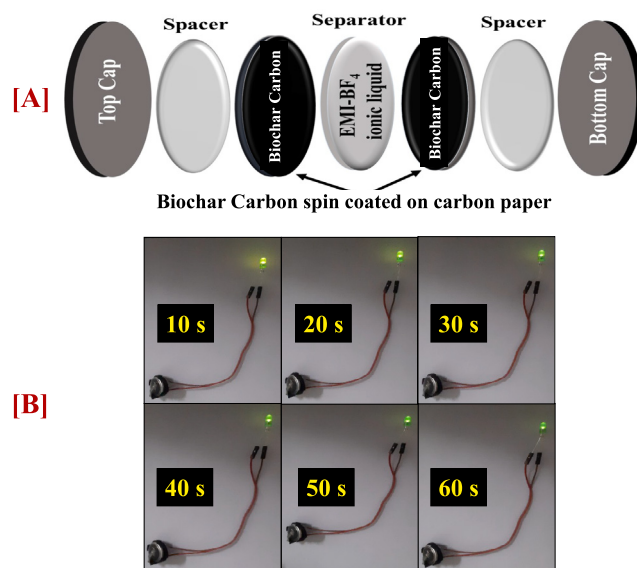 Spacer
Separator
Spacer
[A]
Top Cap
Biochar Carbon
EMI-BF₄
ionic liquid
Biochar Carbon
Bottom Cap
Biochar Carbon spin coated on carbon paper
[B]
10 s
20 s
30 s
40 s
50 s
60 s